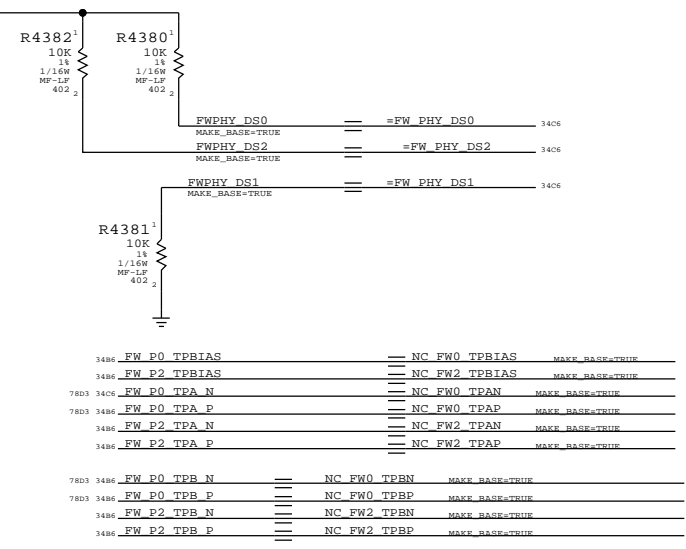 R4382 1 R4380 1
10K 10K
1% 1%
1/16W 1/16W
MF-LF MF-LF
402 2 402 2
FWPHY_DS0 =FW_PHY_DS0 34C6
MAKE_BASE=TRUE
FWPHY_DS2 =FW_PHY_DS2 34C6
MAKE_BASE=TRUE
FWPHY_DS1 =FW_PHY_DS1 34C6
MAKE_BASE=TRUE
R4381 1
10K
1%
1/16W
MF-LF
402 2
34B6 FW_P0_TPBIAS NC_FW0_TPBIAS MAKE_BASE=TRUE
34B6 FW_P2_TPBIAS NC_FW2_TPBIAS MAKE_BASE=TRUE
78D3 34C6 FW_P0_TPA_N NC_FW0_TPAN MAKE_BASE=TRUE
78D3 34B6 FW_P0_TPA_P NC_FW0_TPAP MAKE_BASE=TRUE
34B6 FW_P2_TPA_N NC_FW2_TPAN MAKE_BASE=TRUE
34B6 FW_P2_TPA_P NC_FW2_TPAP MAKE_BASE=TRUE
78D3 34B6 FW_P0_TPB_N NC_FW0_TPBN MAKE_BASE=TRUE
78D3 34B6 FW_P0_TPB_P NC_FW0_TPBP MAKE_BASE=TRUE
34B6 FW_P2_TPB_N NC_FW2_TPBN MAKE_BASE=TRUE
34B6 FW_P2_TPB_P NC_FW2_TPBP MAKE_BASE=TRUE